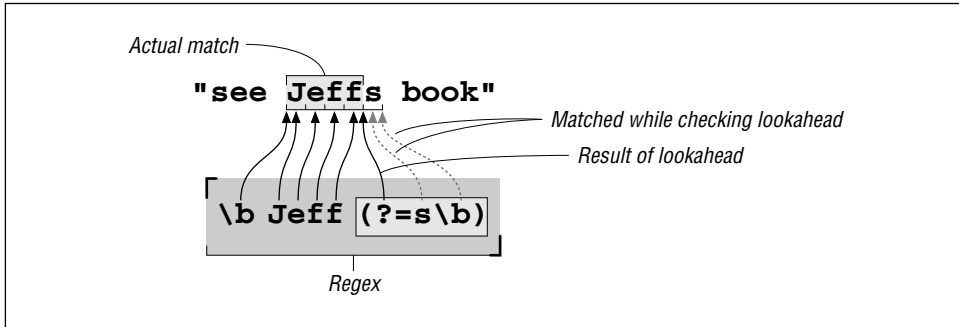 Actual match
"see Jeffs book"
Matched while checking lookahead
Result of lookahead
\b Jeff (?=s\b)
Regex